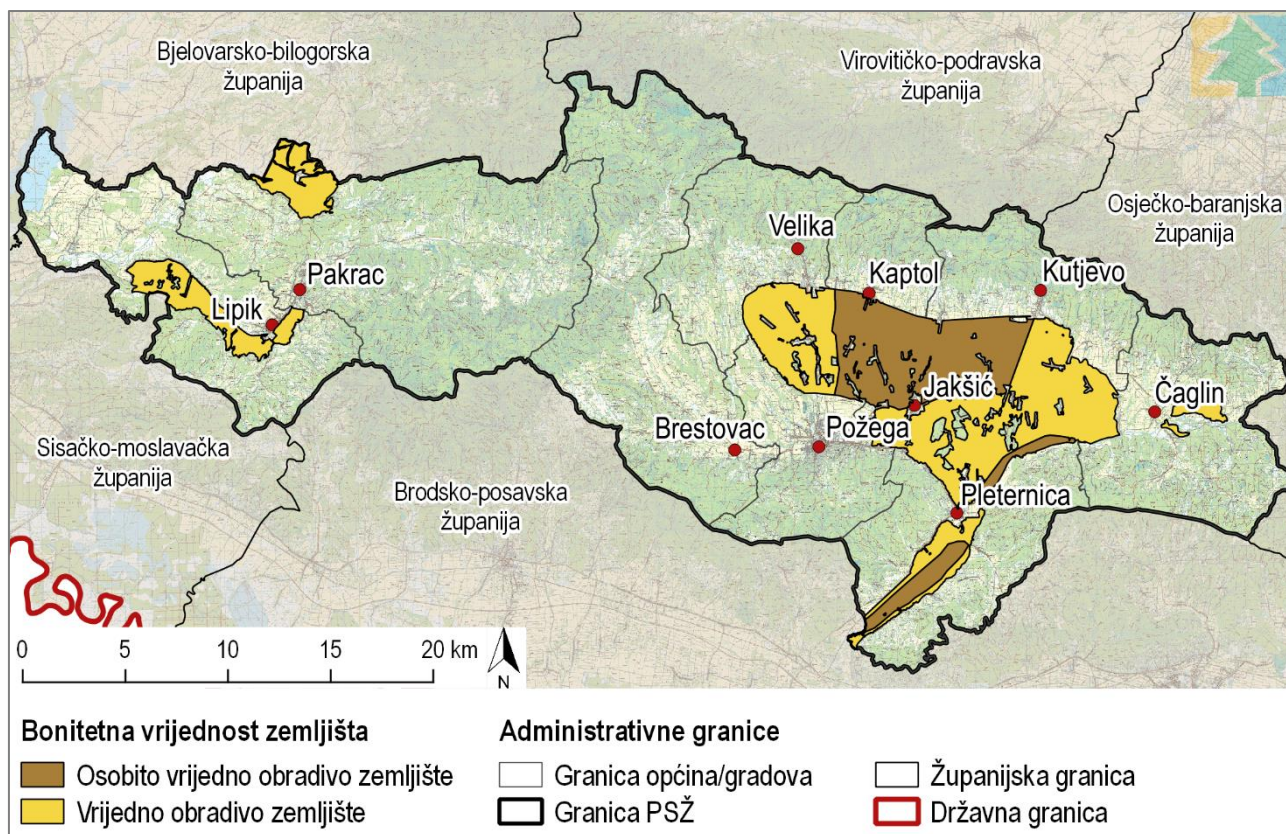 Bjelovarsko-bilogorska
županija
Virovitičko-podravska
županija
Osječko-baranjska
županija
Velika
Kaptol
Kutjevo
Pakrac
Lipik
Jakšić
Čaglin
Brestovac
Požega
Sisačko-moslavačka
županija
Brodsko-posavska
županija
Pleternica
0 5 10 20 km
N
Bonitetna vrijednost zemljišta
Osobito vrijedno obradivo zemljište
Vrijedno obradivo zemljište
Administrativne granice
Granica općina/gradova
Granica PSŽ
Županijska granica
Državna granica